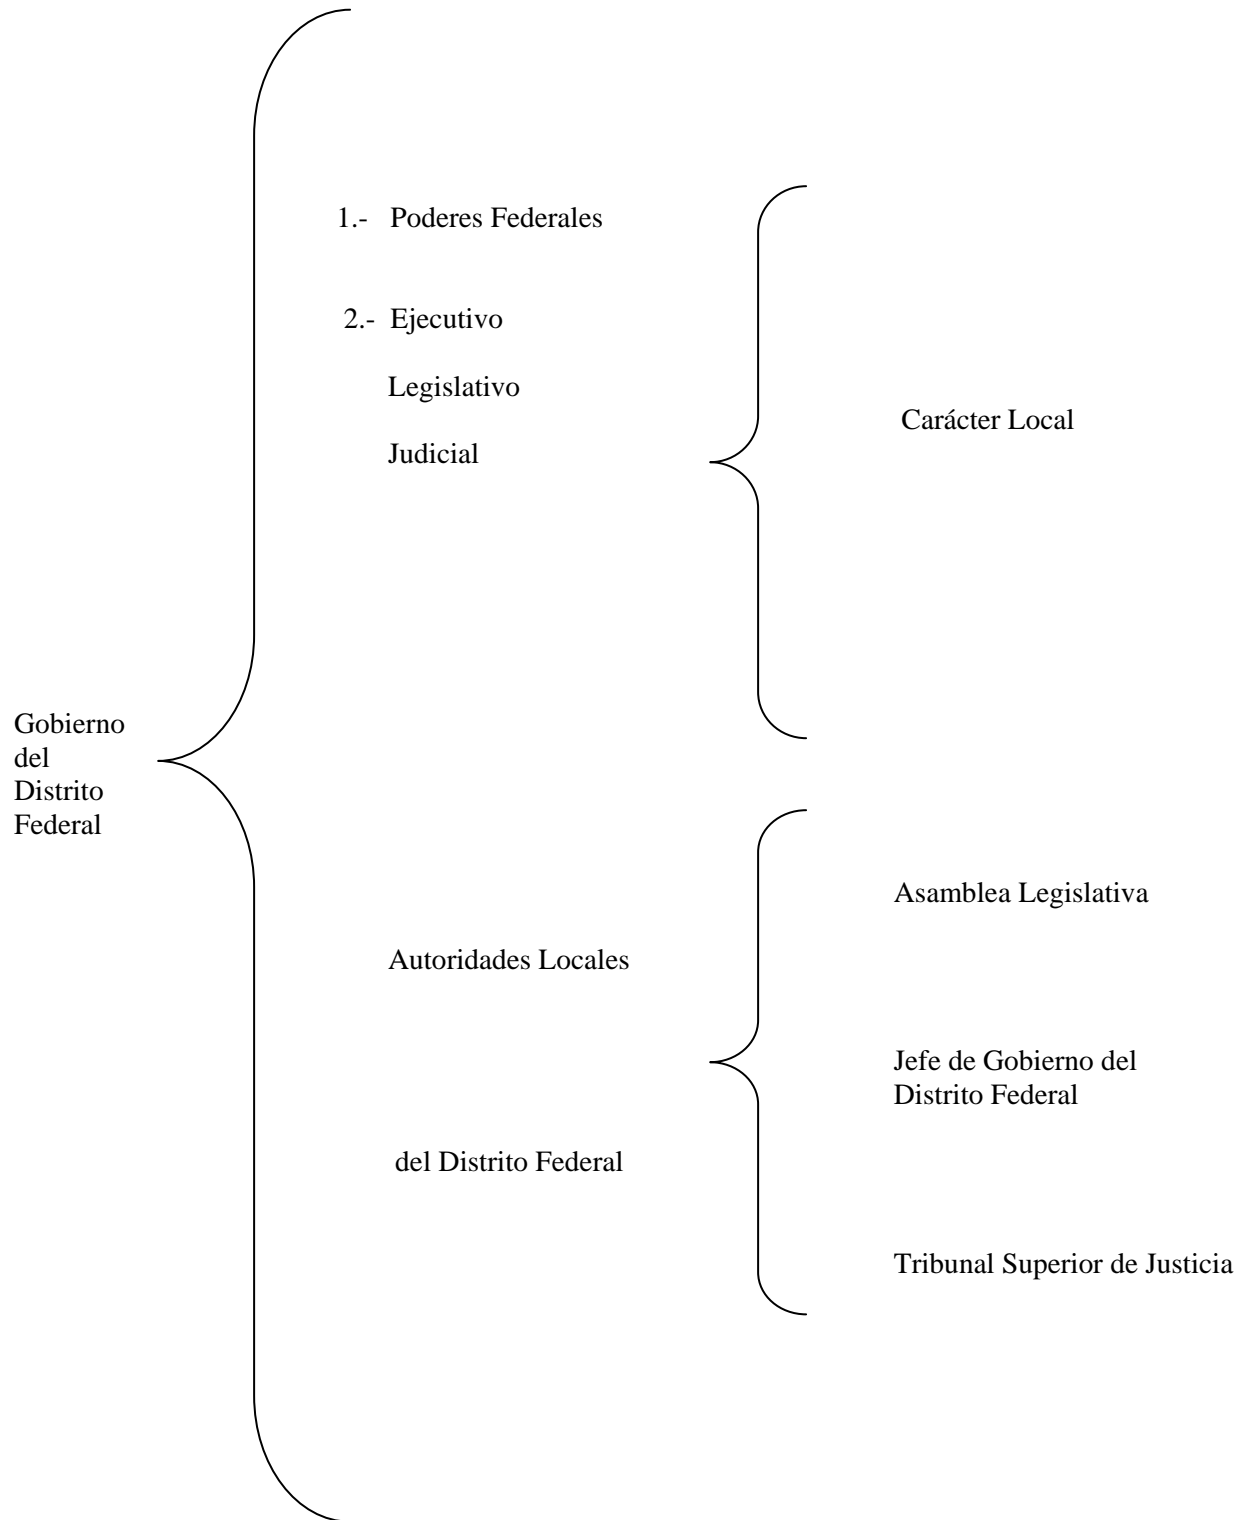 Gobierno
del
Distrito
Federal
1.- Poderes Federales
2.- Ejecutivo
Legislativo
Judicial
Carácter Local
Autoridades Locales
del Distrito Federal
Asamblea Legislativa
Jefe de Gobierno del
Distrito Federal
Tribunal Superior de Justicia